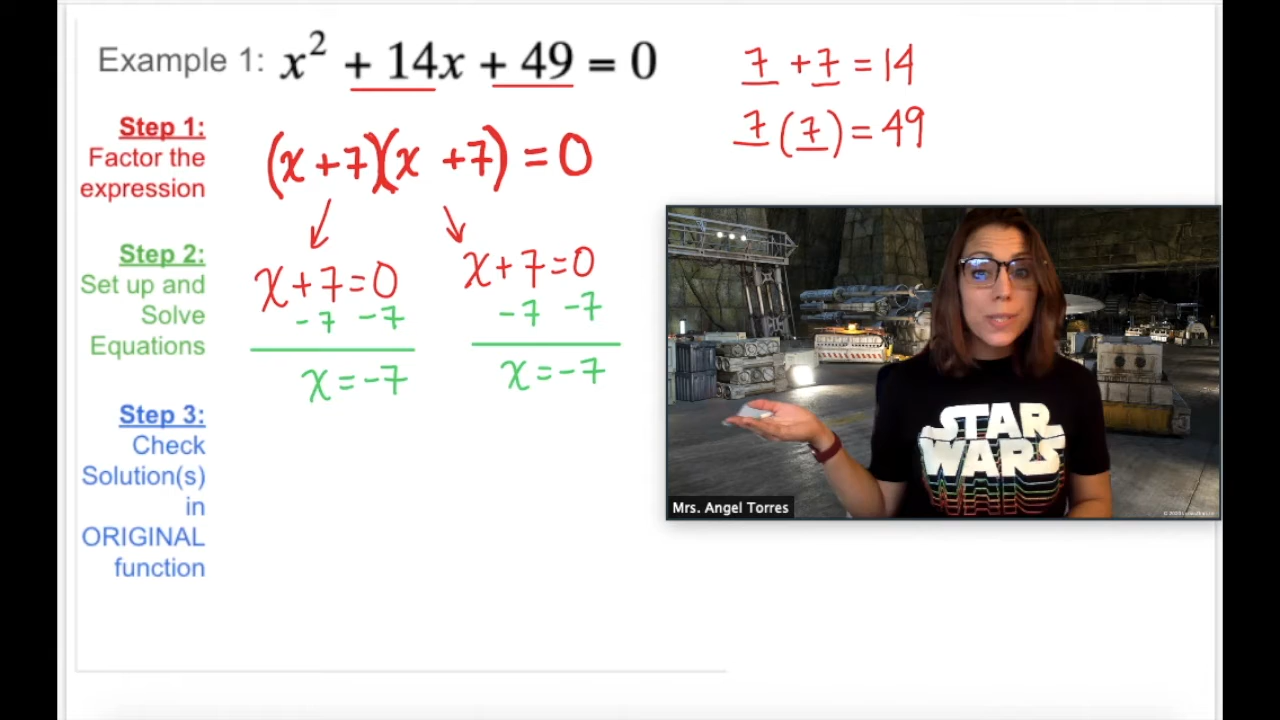 Example 1: x² + 14x + 49 = 0
7 + 7 = 14
7 (7) = 49
Step 1:
Factor the
expression
(x + 7)(x + 7) = 0
Step 2:
Set up and
Solve
Equations
x + 7 = 0
- 7 - 7
x = -7
x + 7 = 0
- 7 - 7
x = -7
Step 3:
Check
Solution(s)
in
ORIGINAL
function
STAR
WARS
Mrs. Angel Torres